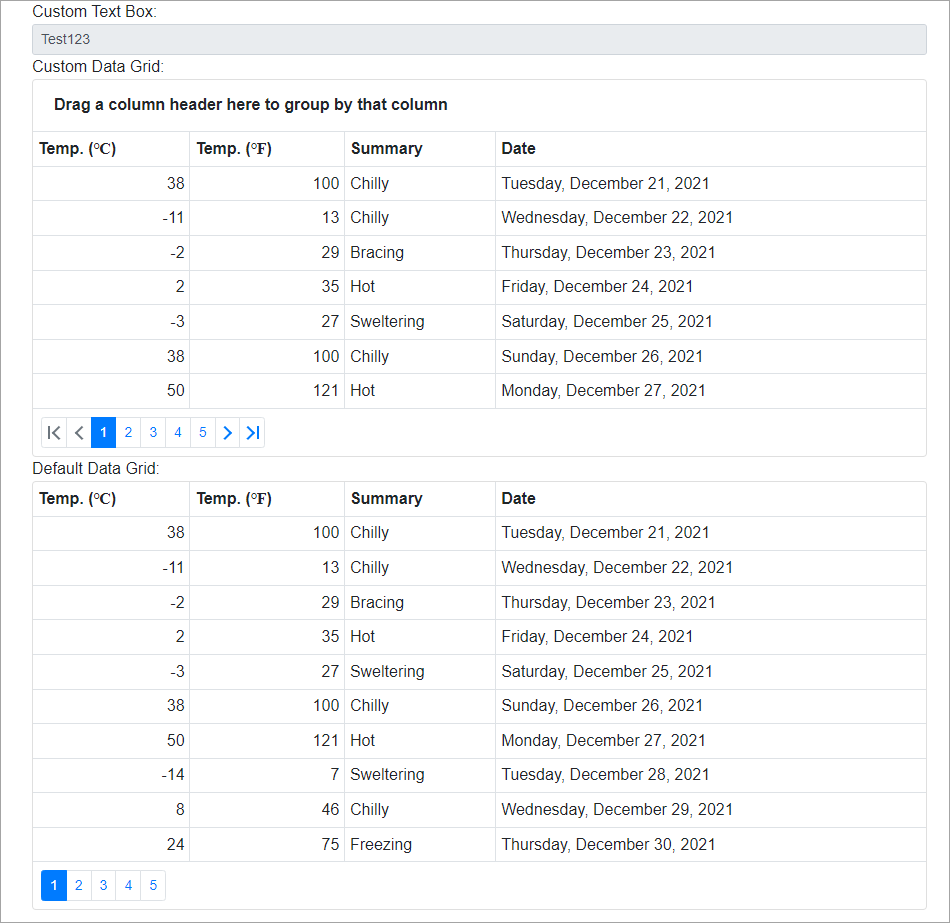 Custom Text Box:
Test123
Custom Data Grid:
Drag a column header here to group by that column
Temp. (℃) Temp. (℉) Summary Date
38 100 Chilly Tuesday, December 21, 2021
-11 13 Chilly Wednesday, December 22, 2021
-2 29 Bracing Thursday, December 23, 2021
2 35 Hot Friday, December 24, 2021
-3 27 Sweltering Saturday, December 25, 2021
38 100 Chilly Sunday, December 26, 2021
50 121 Hot Monday, December 27, 2021
1 2 3 4 5
Default Data Grid:
Temp. (℃) Temp. (℉) Summary Date
38 100 Chilly Tuesday, December 21, 2021
-11 13 Chilly Wednesday, December 22, 2021
-2 29 Bracing Thursday, December 23, 2021
2 35 Hot Friday, December 24, 2021
-3 27 Sweltering Saturday, December 25, 2021
38 100 Chilly Sunday, December 26, 2021
50 121 Hot Monday, December 27, 2021
-14 7 Sweltering Tuesday, December 28, 2021
8 46 Chilly Wednesday, December 29, 2021
24 75 Freezing Thursday, December 30, 2021
1 2 3 4 5